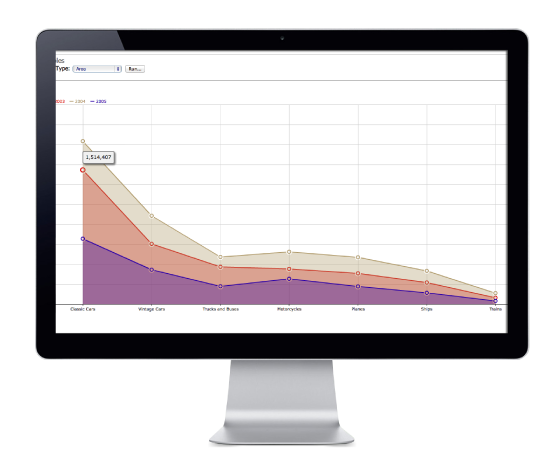 les
Type: Area Run...
2003 2004 2005
1,514,407
Classic Cars Vintage Cars Trucks and Buses Motorcycles Planes Ships Trains